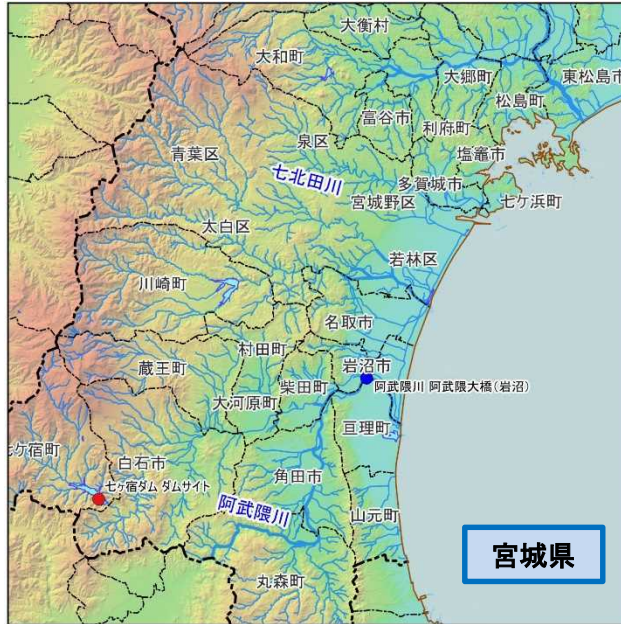 大衡村
大和町
大郷町
東松島市
松島町
富谷市
利府町
泉区
塩竈市
青葉区
七北田川
多賀城市
宮城野区
七ケ浜町
太白区
若林区
川崎町
名取市
村田町
岩沼市
蔵王町
柴田町
阿武隈川 阿武隈大橋(岩沼)
大河原町
亘理町
七ケ宿町
白石市
角田市
七ヶ宿ダム ダムサイト
阿武隈川
山元町
宮城県
丸森町